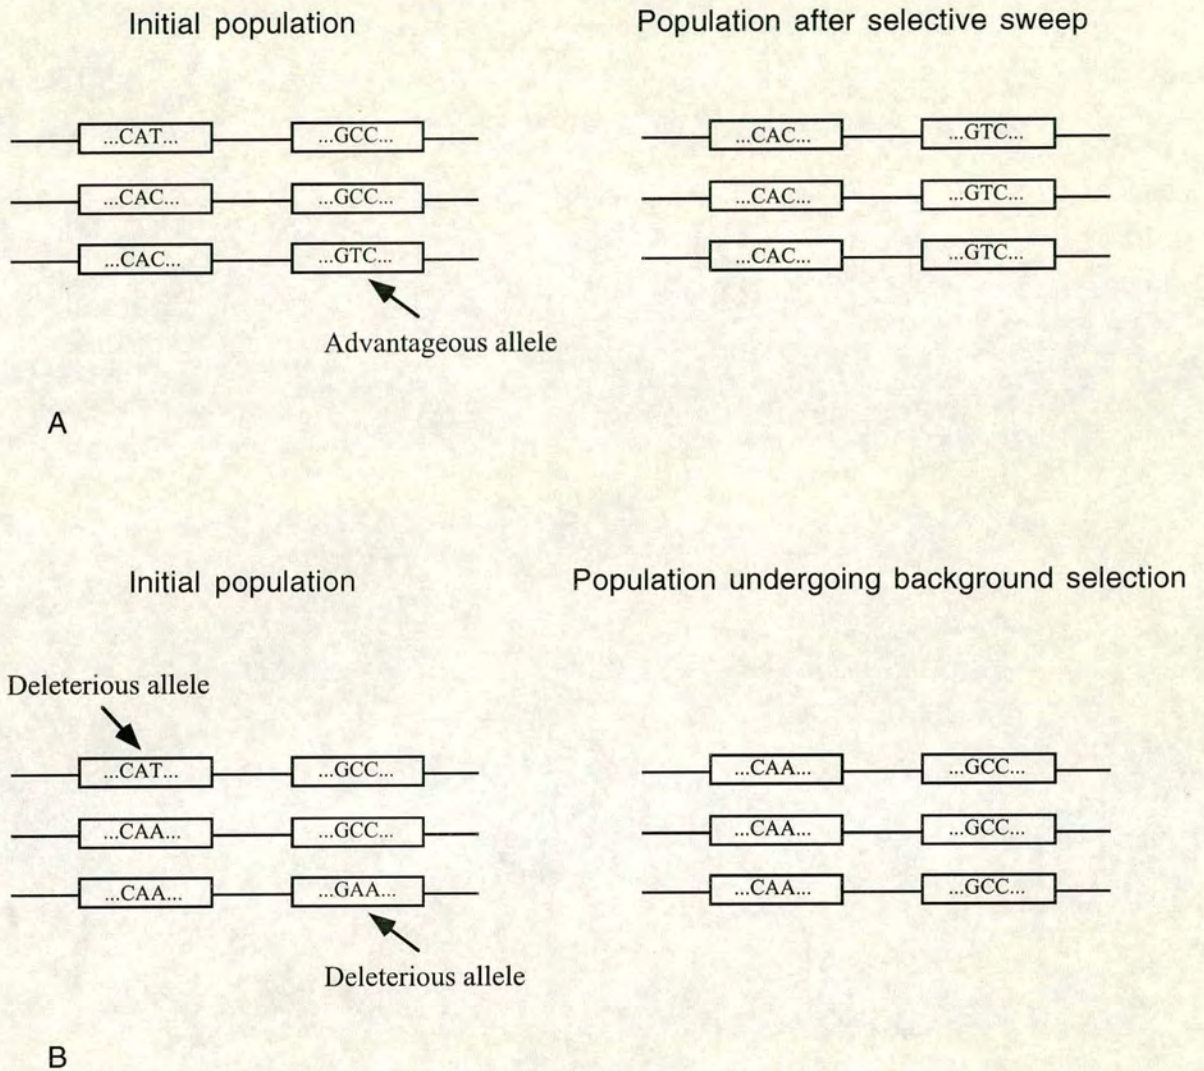 Initial population
Population after selective sweep
...CAT...
...GCC...
...CAC...
...GTC...
...CAC...
...GCC...
...CAC...
...GTC...
...CAC...
...GTC...
...CAC...
...GTC...
Advantageous allele
A
Initial population
Population undergoing background selection
Deleterious allele
...CAT...
...GCC...
...CAA...
...GCC...
...CAA...
...GCC...
...CAA...
...GCC...
...CAA...
...GAA...
...CAA...
...GCC...
Deleterious allele
B